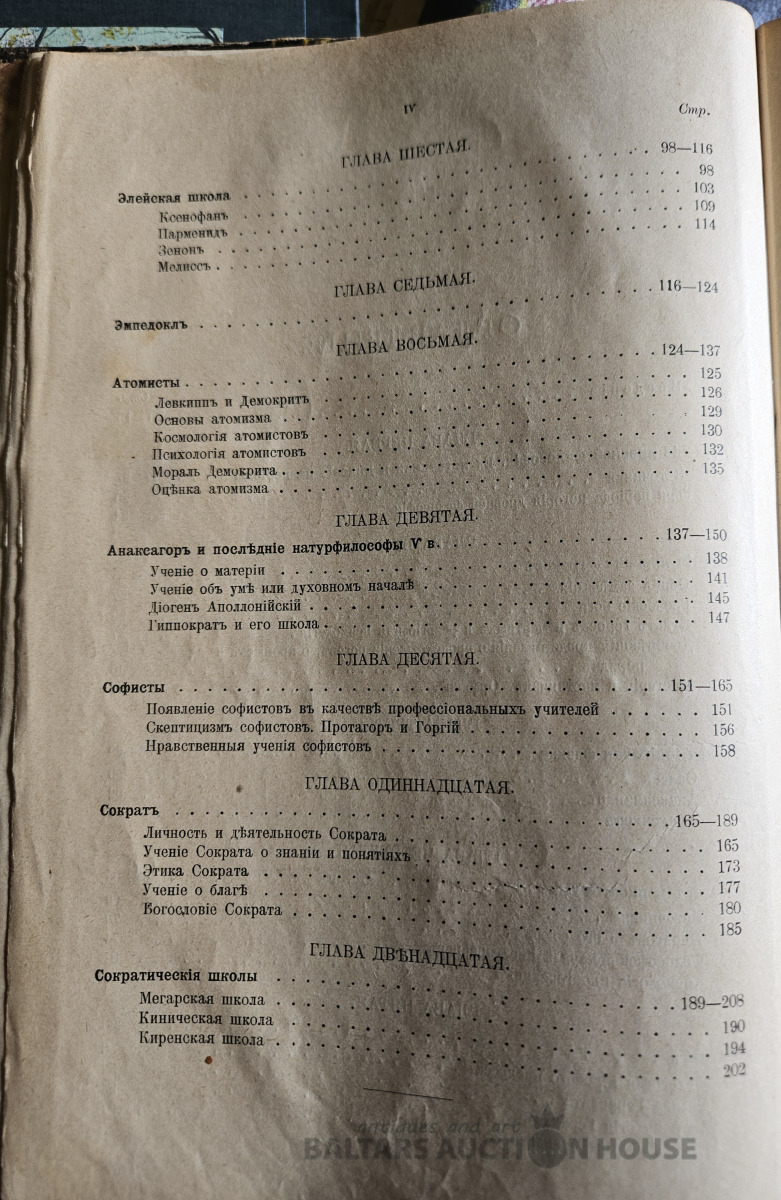 IV
Стр.
ГЛАВА ШЕСТАЯ.
Элейская школа . . . 98—116
Ксенофанъ . . . 98
Парменидъ . . . 103
Зенонъ . . . 109
Мелиссъ . . . 114
ГЛАВА СЕДЬМАЯ.
Эмпедоклъ . . . 116—124
ГЛАВА ВОСЬМАЯ.
Атомисты . . . 124—137
Левкиппъ и Демокритъ . . . 125
Основы атомизма . . . 126
Космологія атомистовъ . . . 129
Психологія атомистовъ . . . 130
Мораль Демокрита . . . 132
Оцѣнка атомизма . . . 135
ГЛАВА ДЕВЯТАЯ.
Анаксагоръ и послѣдніе натурфилософы V в. . . . 137—150
Ученіе о матеріи . . . 138
Ученіе объ умѣ или духовномъ началѣ . . . 141
Діогенъ Аполлонійскій . . . 145
Гиппократъ и его школа . . . 147
ГЛАВА ДЕСЯТАЯ.
Софисты . . . 151—165
Появленіе софистовъ въ качествѣ профессіональныхъ учителей . . . 151
Скептицизмъ софистовъ. Протагоръ и Горгій . . . 156
Нравственныя ученія софистовъ . . . 158
ГЛАВА ОДИННАДЦАТАЯ.
Сократъ . . . 165—189
Личность и дѣятельность Сократа . . . 165
Ученіе Сократа о знаніи и понятіяхъ . . . 173
Этика Сократа . . . 177
Ученіе о благѣ . . . 180
Богословіе Сократа . . . 185
ГЛАВА ДВѢНАДЦАТАЯ.
Сократическія школы . . . 189—208
Мегарская школа . . . 190
Киническая школа . . . 194
Киренская школа . . . 202
antiques and art
BALTARS AUCTION HOUSE